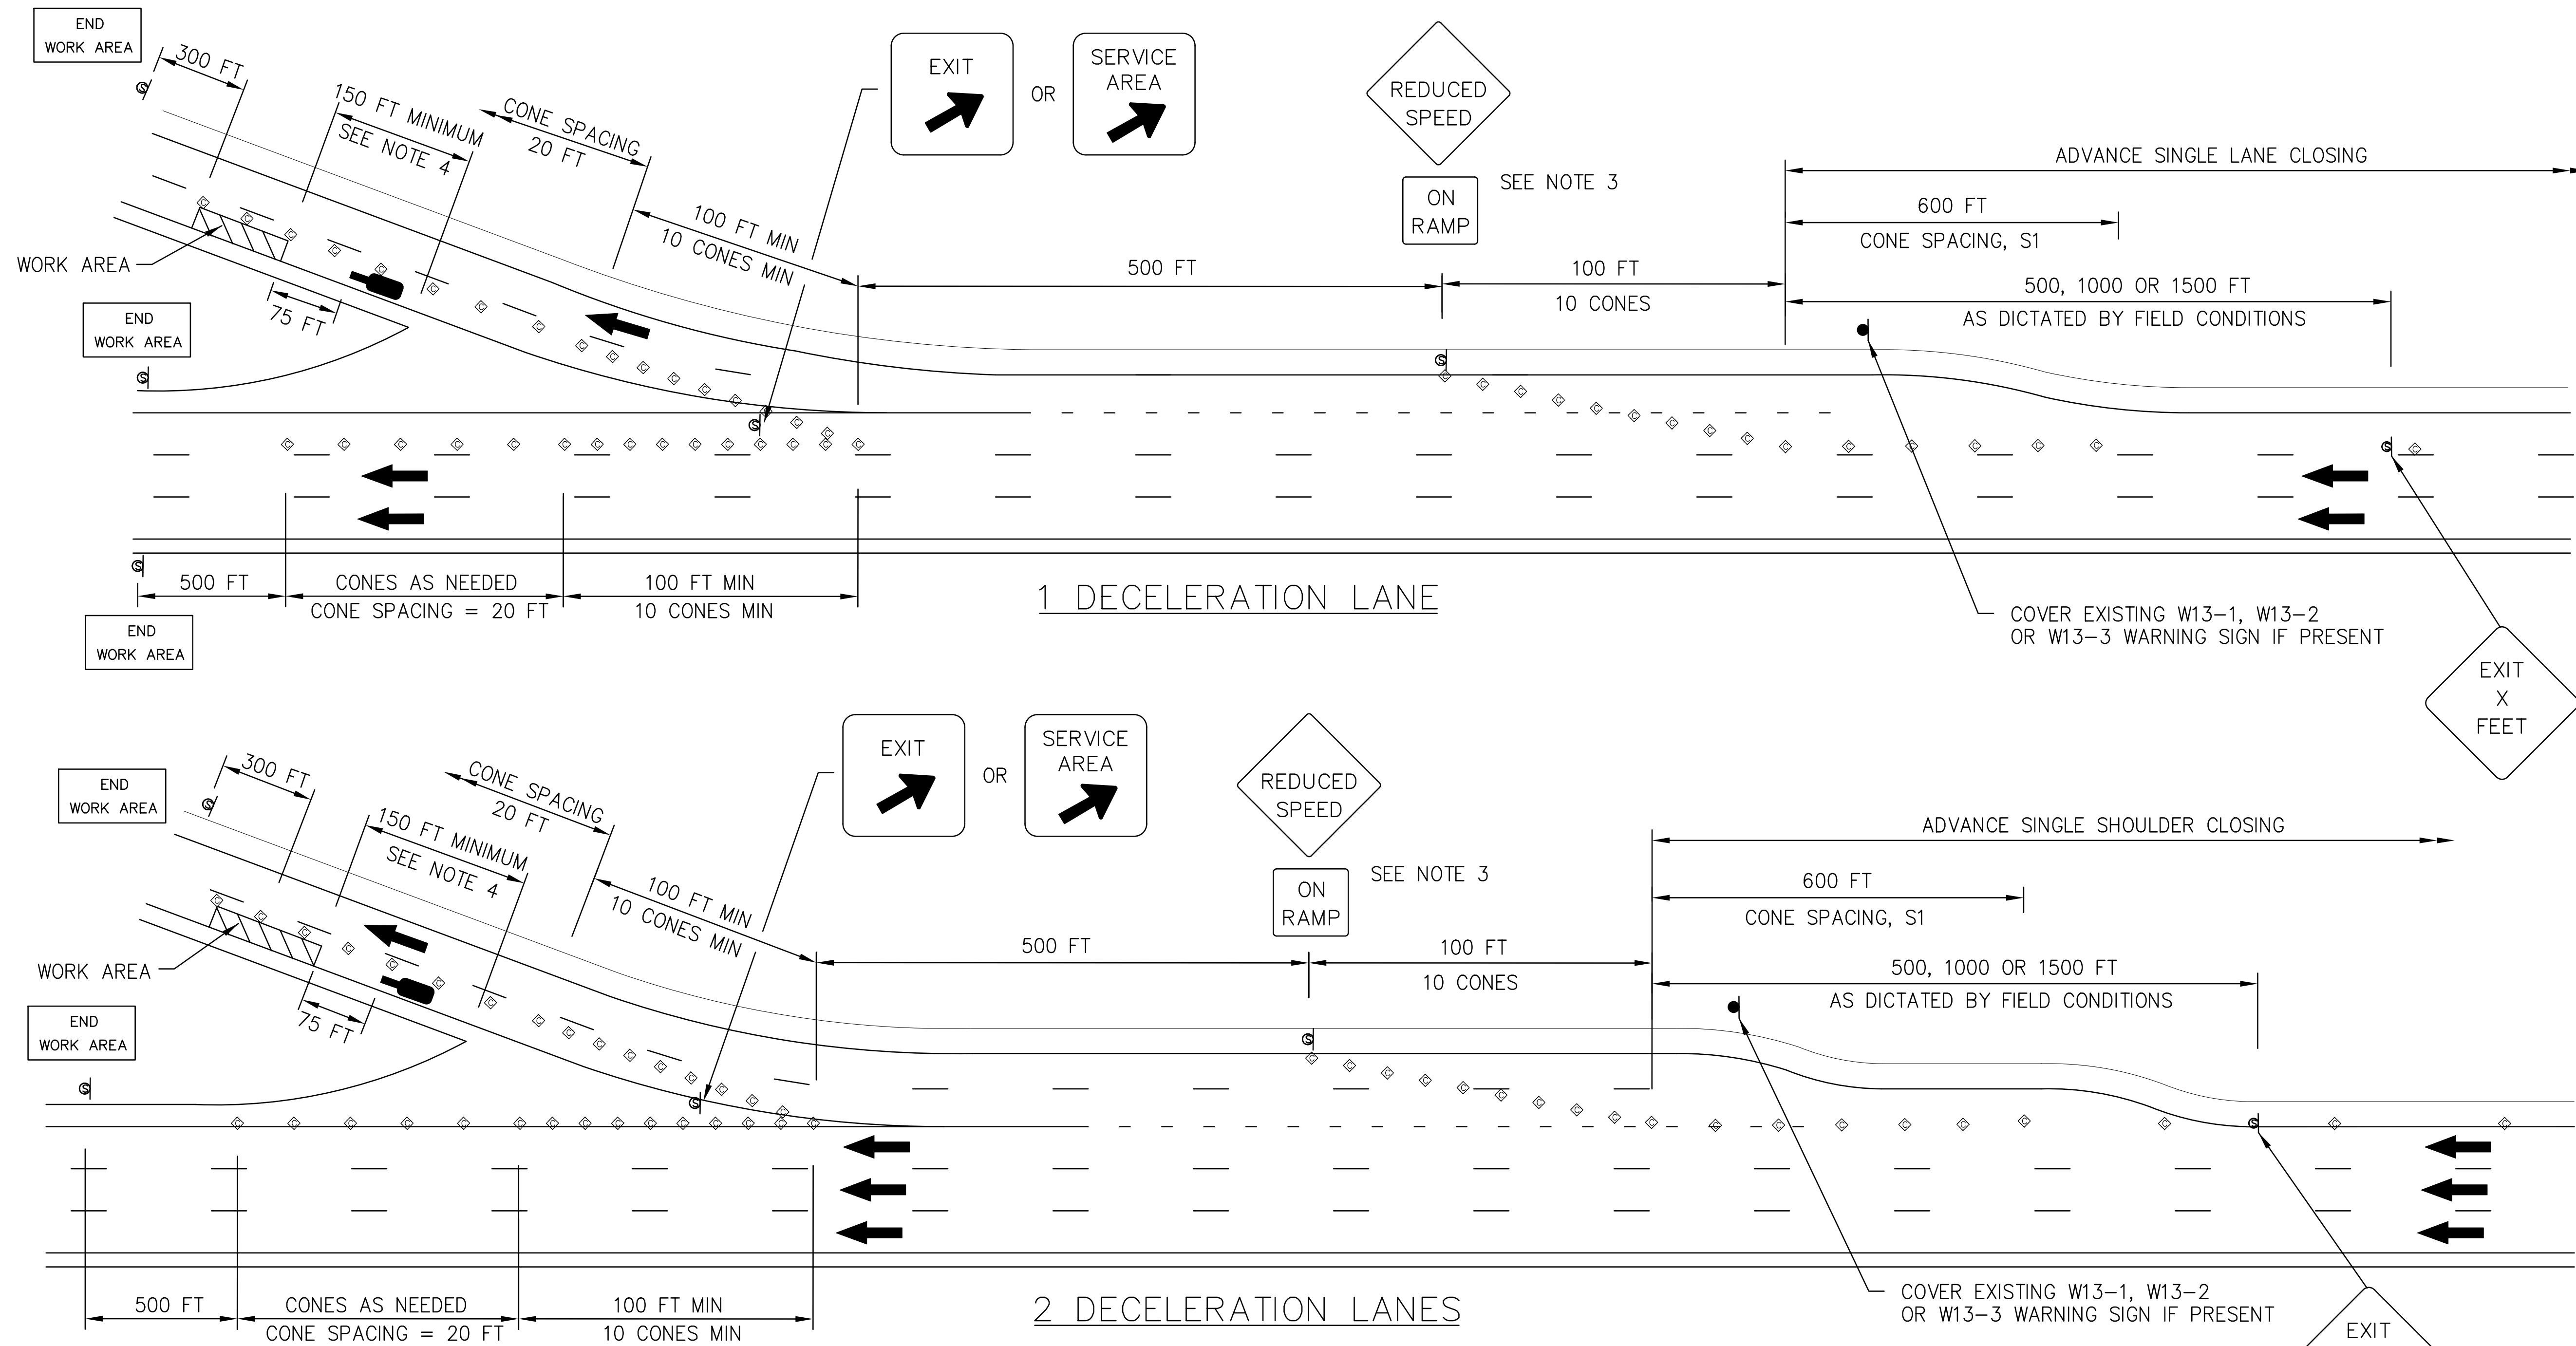 END
WORK AREA
300 FT
150 FT MINIMUM
SEE NOTE 4
CONE SPACING
20 FT
100 FT MIN
10 CONES MIN
WORK AREA
75 FT
END
WORK AREA
EXIT
OR
SERVICE
AREA
REDUCED
SPEED
ON
RAMP
SEE NOTE 3
ADVANCE SINGLE LANE CLOSING
600 FT
CONE SPACING, S1
500 FT
100 FT
10 CONES
500, 1000 OR 1500 FT
AS DICTATED BY FIELD CONDITIONS
500 FT
CONES AS NEEDED
CONE SPACING = 20 FT
100 FT MIN
10 CONES MIN
END
WORK AREA
1 DECELERATION LANE
COVER EXISTING W13-1, W13-2
OR W13-3 WARNING SIGN IF PRESENT
EXIT
X
FEET
END
WORK AREA
300 FT
150 FT MINIMUM
SEE NOTE 4
CONE SPACING
20 FT
100 FT MIN
10 CONES MIN
WORK AREA
75 FT
END
WORK AREA
EXIT
OR
SERVICE
AREA
REDUCED
SPEED
ON
RAMP
SEE NOTE 3
ADVANCE SINGLE SHOULDER CLOSING
600 FT
CONE SPACING, S1
500 FT
100 FT
10 CONES
500, 1000 OR 1500 FT
AS DICTATED BY FIELD CONDITIONS
500 FT
CONES AS NEEDED
CONE SPACING = 20 FT
100 FT MIN
10 CONES MIN
2 DECELERATION LANES
COVER EXISTING W13-1, W13-2
OR W13-3 WARNING SIGN IF PRESENT
EXIT